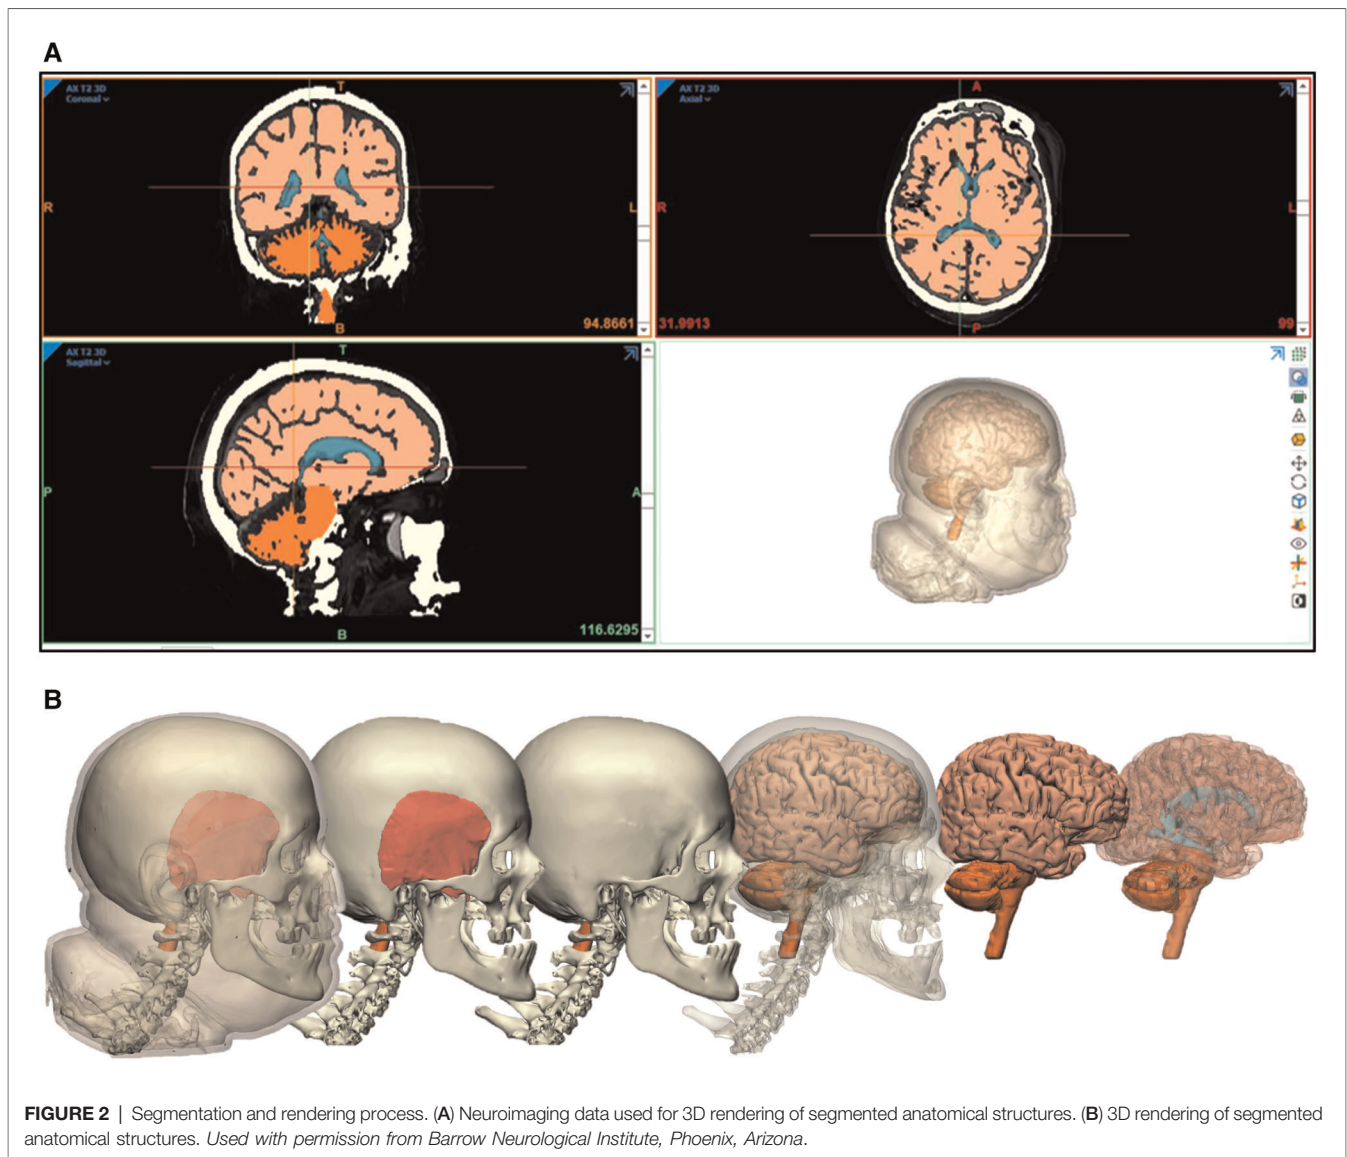 A
AX T2 3D
Coronal
T
R
L
B
94.8661
AX T2 3D
Axial
A
R
L
31.9913
P
99
AX T2 3D
Sagittal
T
P
A
B
116.6295
B
FIGURE 2 | Segmentation and rendering process. (A) Neuroimaging data used for 3D rendering of segmented anatomical structures. (B) 3D rendering of segmented
anatomical structures. Used with permission from Barrow Neurological Institute, Phoenix, Arizona.